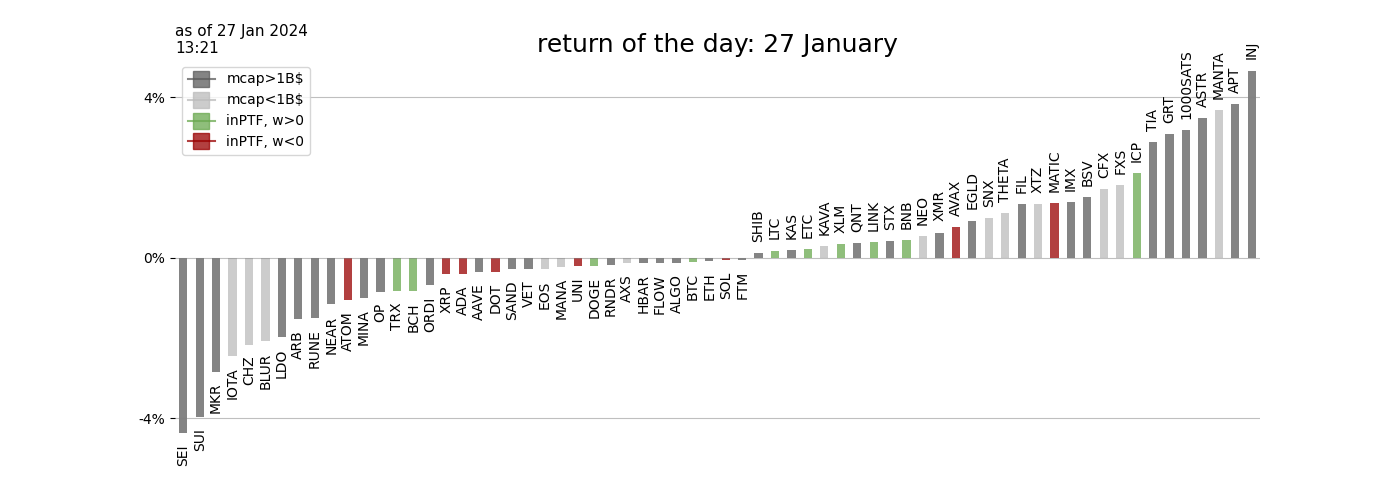 as of 27 Jan 2024
13:21
return of the day: 27 January
mcap>1B$
mcap<1B$
inPTF, w>0
inPTF, w<0
4%
0%
-4%
SEI
SUI
MKR
IOTA
CHZ
BLUR
LDO
ARB
RUNE
NEAR
ATOM
MINA
OP
TRX
BCH
ORDI
XRP
ADA
AAVE
DOT
SAND
VET
EOS
MANA
UNI
DOGE
RNDR
AXS
HBAR
FLOW
ALGO
BTC
ETH
SOL
FTM
SHIB
LTC
KAS
ETC
KAVA
XLM
QNT
LINK
STX
BNB
NEO
XMR
AVAX
EGLD
SNX
THETA
FIL
XTZ
MATIC
IMX
BSV
CFX
FXS
ICP
TIA
GRT
1000SATS
ASTR
MANTA
APT
INJ